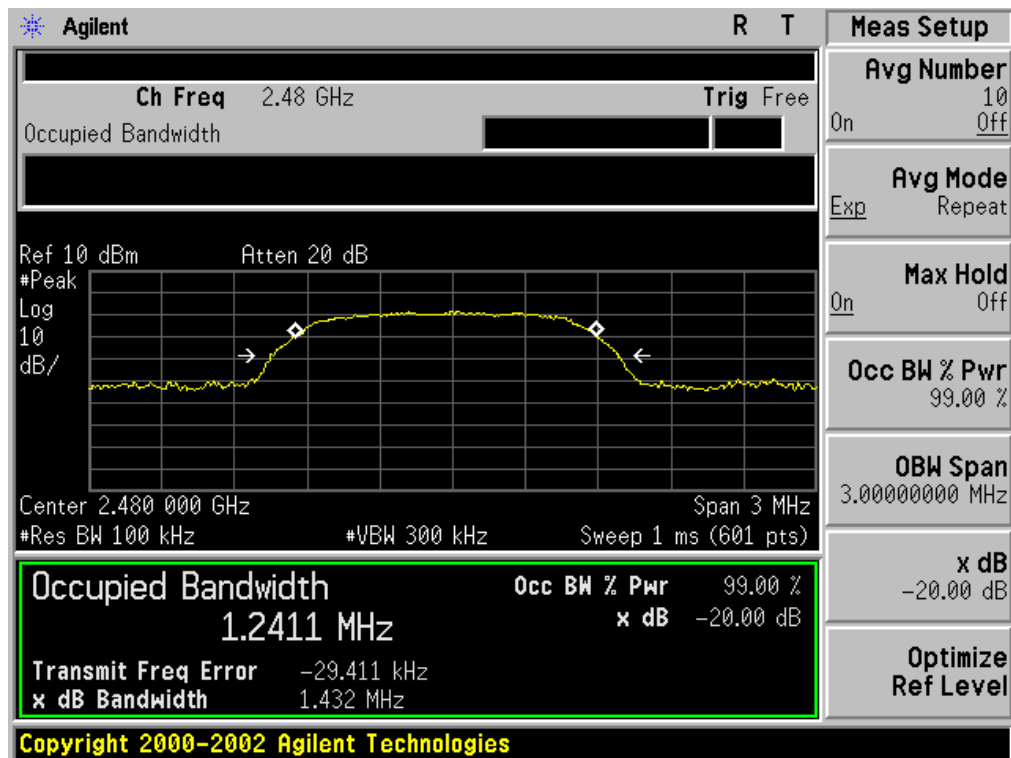 Agilent R T
Ch Freq 2.48 GHz Trig Free
Occupied Bandwidth
Ref 10 dBm Atten 20 dB
#Peak
Log
10
dB/
Center 2.480 000 GHz Span 3 MHz
#Res BW 100 kHz #VBW 300 kHz Sweep 1 ms (601 pts)
Occupied Bandwidth Occ BW % Pwr 99.00 %
1.2411 MHz x dB -20.00 dB
Transmit Freq Error -29.411 kHz
x dB Bandwidth 1.432 MHz
Copyright 2000-2002 Agilent Technologies
Meas Setup
Avg Number
10
On Off
Avg Mode
Exp Repeat
Max Hold
On Off
Occ BW % Pwr
99.00 %
OBW Span
3.00000000 MHz
x dB
-20.00 dB
Optimize
Ref Level